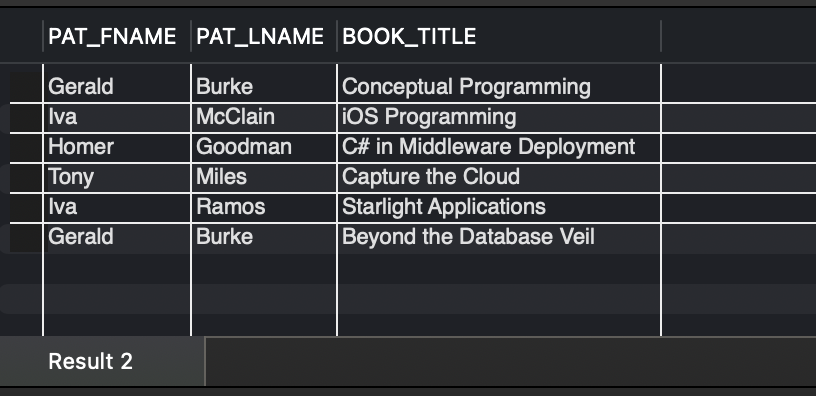 PAT_FNAME PAT_LNAME BOOK_TITLE
Gerald Burke Conceptual Programming
Iva McClain iOS Programming
Homer Goodman C# in Middleware Deployment
Tony Miles Capture the Cloud
Iva Ramos Starlight Applications
Gerald Burke Beyond the Database Veil
Result 2